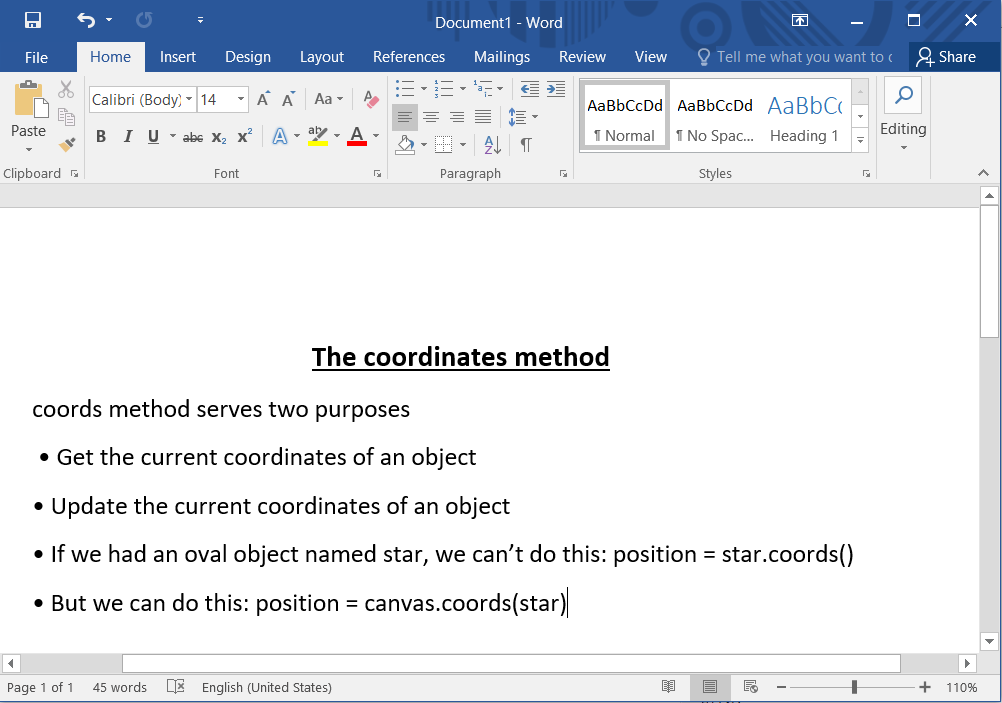 Document1 - Word
File Home Insert Design Layout References Mailings Review View Tell me what you want to Share
Calibri (Body) 14 Aa
Paste
B I U abc X₂ X² A ab A
AaBbCcDd AaBbCcDd AaBbCc
¶ Normal ¶ No Spac... Heading 1
Editing
Clipboard Font Paragraph Styles
The coordinates method
coords method serves two purposes
• Get the current coordinates of an object
• Update the current coordinates of an object
• If we had an oval object named star, we can’t do this: position = star.coords()
• But we can do this: position = canvas.coords(star)
Page 1 of 1 45 words English (United States) 110%